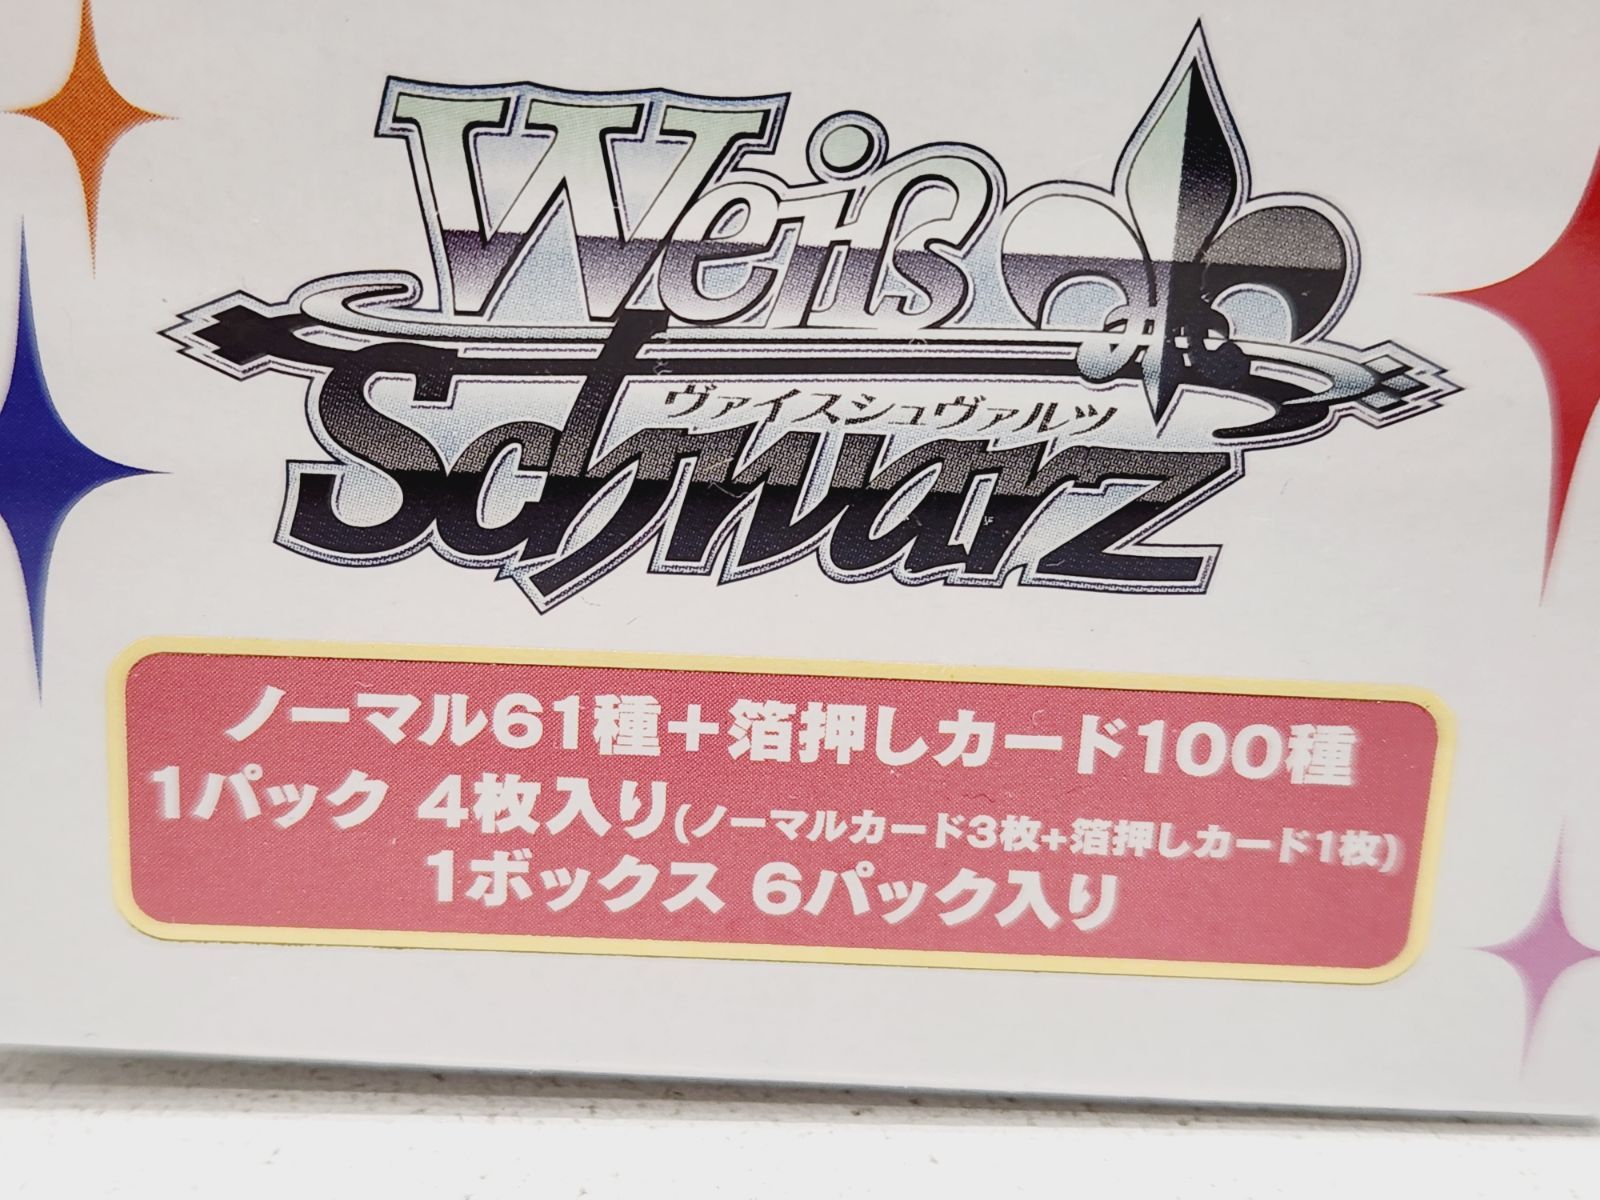 Weiß
Schwarz
ヴァイスシュヴァルツ
ノーマル61種＋箔押しカード100種
1パック 4枚入り(ノーマルカード3枚+箔押しカード1枚)
1ボックス 6パック入り